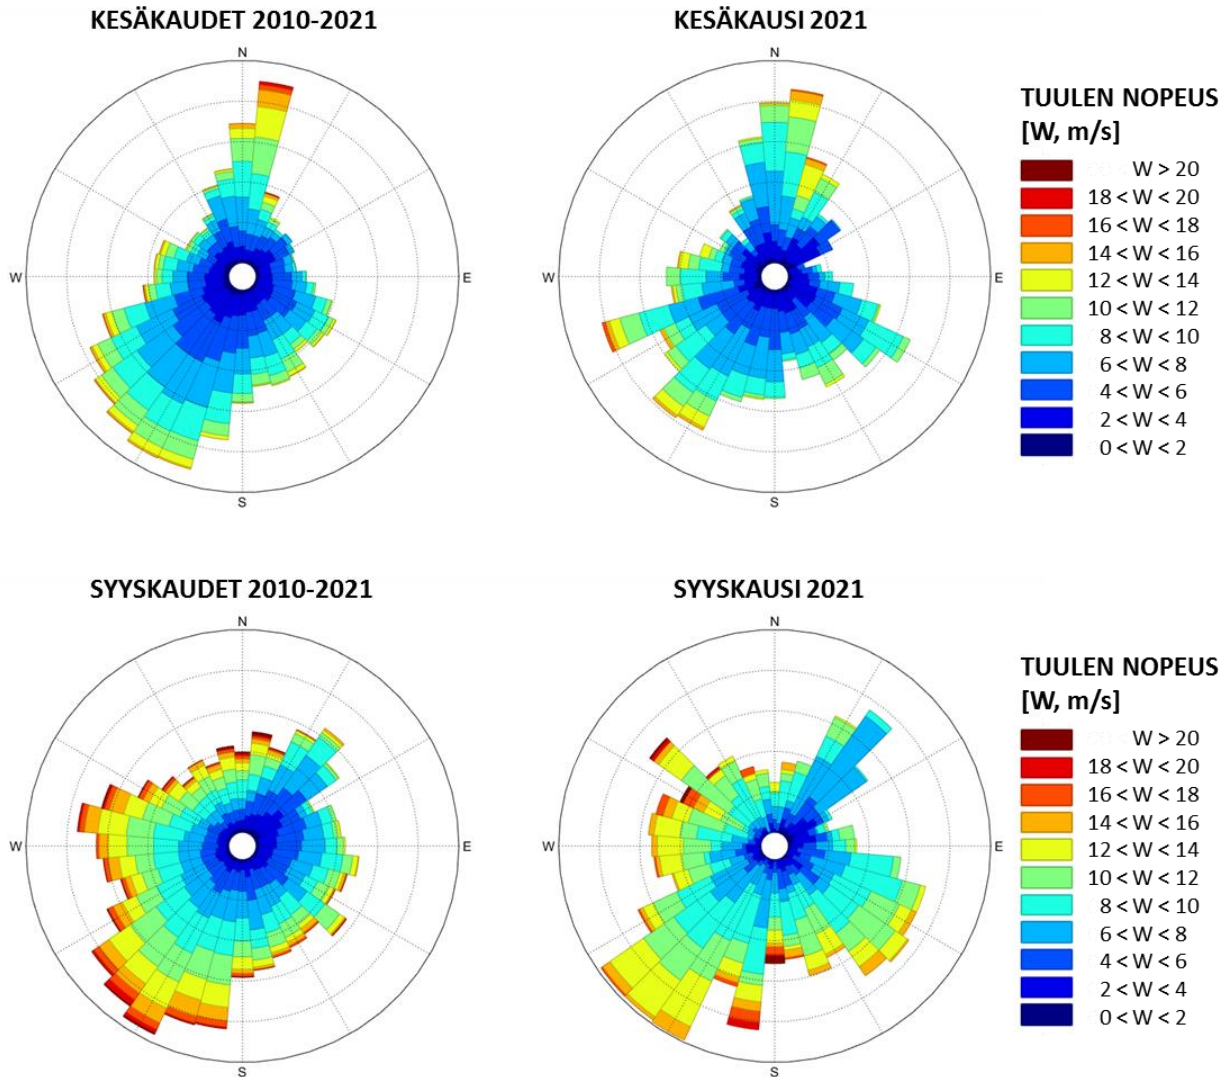 KESÄKAUDET 2010-2021
KESÄKAUSI 2021
N
N
W
E
W
E
S
S
TUULEN NOPEUS
[W, m/s]
W > 20
18 < W < 20
16 < W < 18
14 < W < 16
12 < W < 14
10 < W < 12
8 < W < 10
6 < W < 8
4 < W < 6
2 < W < 4
0 < W < 2
SYYSKAUDET 2010-2021
SYYSKAUSI 2021
N
N
W
E
W
E
S
S
TUULEN NOPEUS
[W, m/s]
W > 20
18 < W < 20
16 < W < 18
14 < W < 16
12 < W < 14
10 < W < 12
8 < W < 10
6 < W < 8
4 < W < 6
2 < W < 4
0 < W < 2